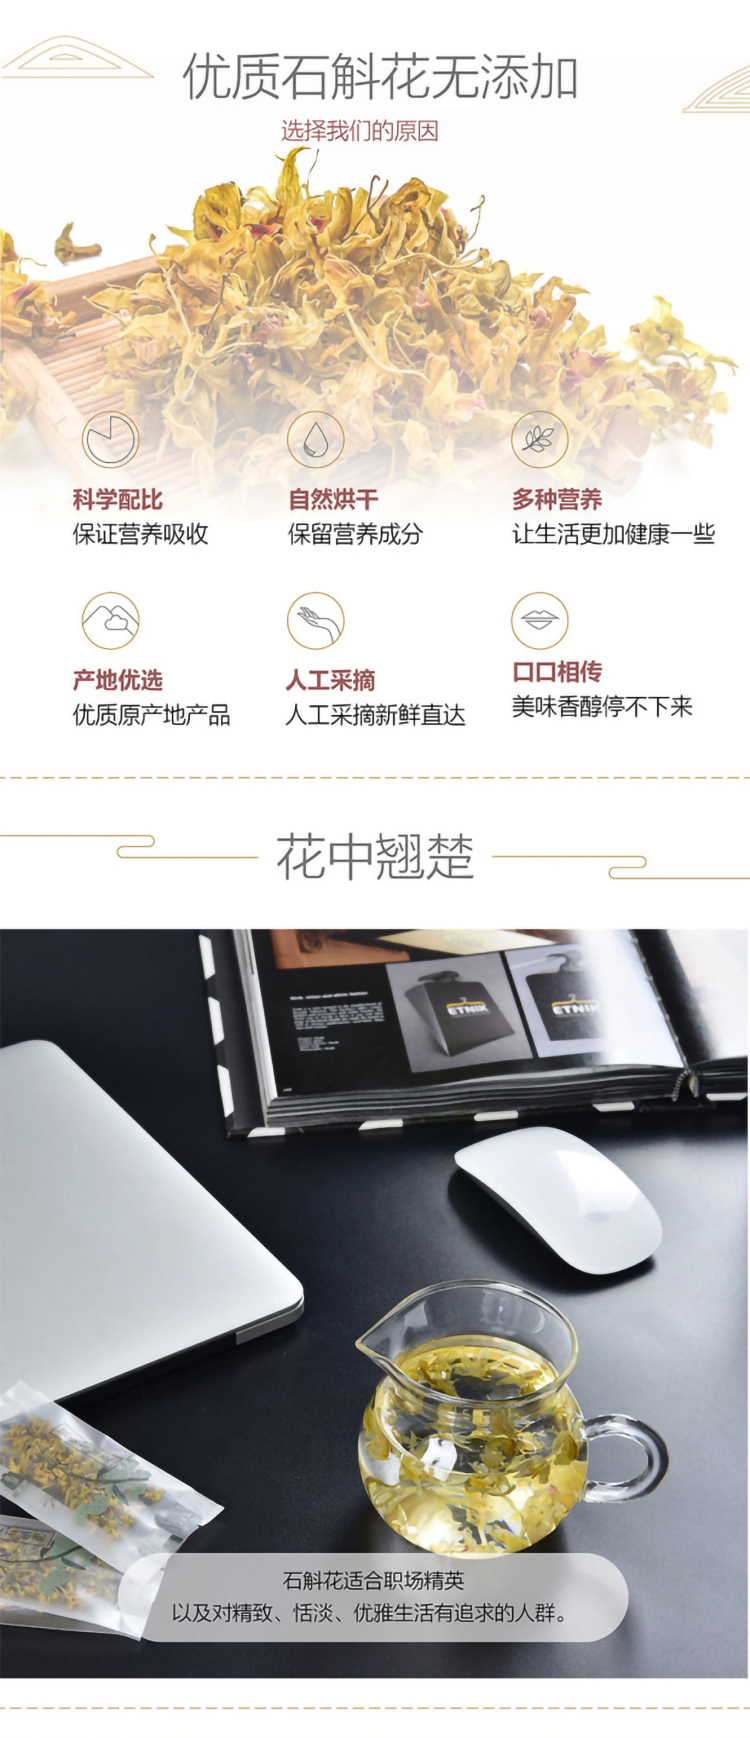 优质石斛花无添加
选择我们的原因
科学配比
保证营养吸收
自然烘干
保留营养成分
多种营养
让生活更加健康一些
产地优选
优质原产地产品
人工采摘
人工采摘新鲜直达
口口相传
美味香醇停不下来
花中翘楚
ETNIK
ETNIK
石斛花适合职场精英
以及对精致、恬淡、优雅生活有追求的人群。